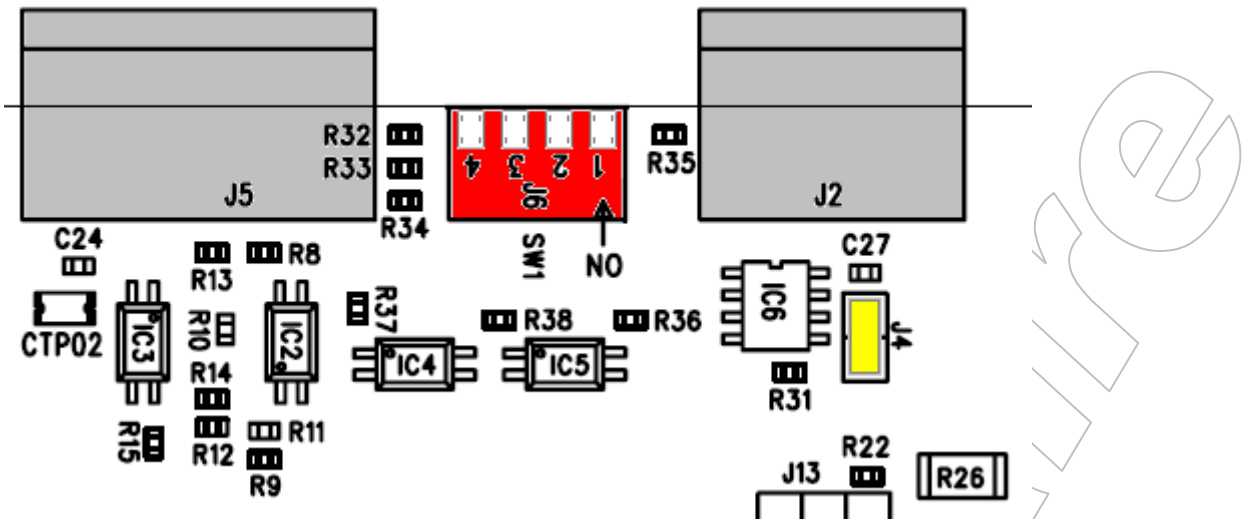 R32
4 3 2 1
R33
R35
J5
J6
J2
R34
C24
R13
R8
SW1
ON
C27
IC6
CTP02
IC3
R10
IC2
R37
R38
R36
J4
IC4
IC5
R14
R31
R15
R12
R11
R9
J13
R22
R26